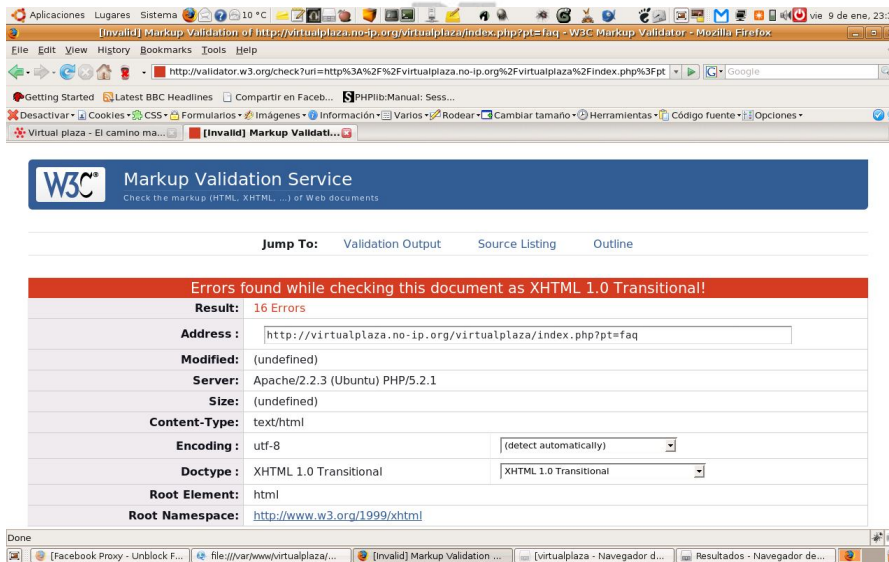 Aplicaciones Lugares Sistema 10 °C vie 9 de ene, 23:
[Invalid] Markup Validation of http://virtualplaza.no-ip.org/virtualplaza/index.php?pt=faq - W3C Markup Validator - Mozilla Firefox
File Edit View History Bookmarks Tools Help
http://validator.w3.org/check?uri=http%3A%2F%2Fvirtualplaza.no-ip.org%2Fvirtualplaza%2Findex.php%3Fpt Google
Getting Started Latest BBC Headlines Compartir en Faceb... PHPlib:Manual: Sess...
Desactivar Cookies CSS Formularios Imágenes Información Varios Rodear Cambiar tamaño Herramientas Código fuente Opciones
Virtual plaza - El camino ma... [Invalid] Markup Validati...
W3C Markup Validation Service
Check the markup (HTML, XHTML, ...) of Web documents
Jump To: Validation Output Source Listing Outline
Errors found while checking this document as XHTML 1.0 Transitional!
Result: 16 Errors
Address : http://virtualplaza.no-ip.org/virtualplaza/index.php?pt=faq
Modified: (undefined)
Server: Apache/2.2.3 (Ubuntu) PHP/5.2.1
Size: (undefined)
Content-Type: text/html
Encoding : utf-8 (detect automatically)
Doctype : XHTML 1.0 Transitional XHTML 1.0 Transitional
Root Element: html
Root Namespace: http://www.w3.org/1999/xhtml
Done
[Facebook Proxy - Unblock F... file:///var/www/virtualplaza/... [Invalid] Markup Validation ... [virtualplaza - Navegador d... Resultados - Navegador de...